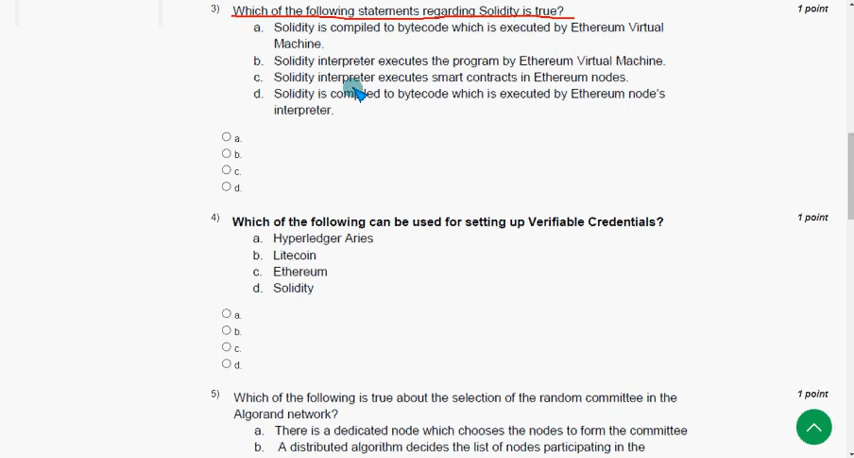 3) Which of the following statements regarding Solidity is true? 1 point
a. Solidity is compiled to bytecode which is executed by Ethereum Virtual
Machine.
b. Solidity interpreter executes the program by Ethereum Virtual Machine.
c. Solidity interpreter executes smart contracts in Ethereum nodes.
d. Solidity is compiled to bytecode which is executed by Ethereum node's
interpreter.
a.
b.
c.
d.
4) Which of the following can be used for setting up Verifiable Credentials? 1 point
a. Hyperledger Aries
b. Litecoin
c. Ethereum
d. Solidity
a.
b.
c.
d.
5) Which of the following is true about the selection of the random committee in the 1 point
Algorand network?
a. There is a dedicated node which chooses the nodes to form the committee
b. A distributed algorithm decides the list of nodes participating in the